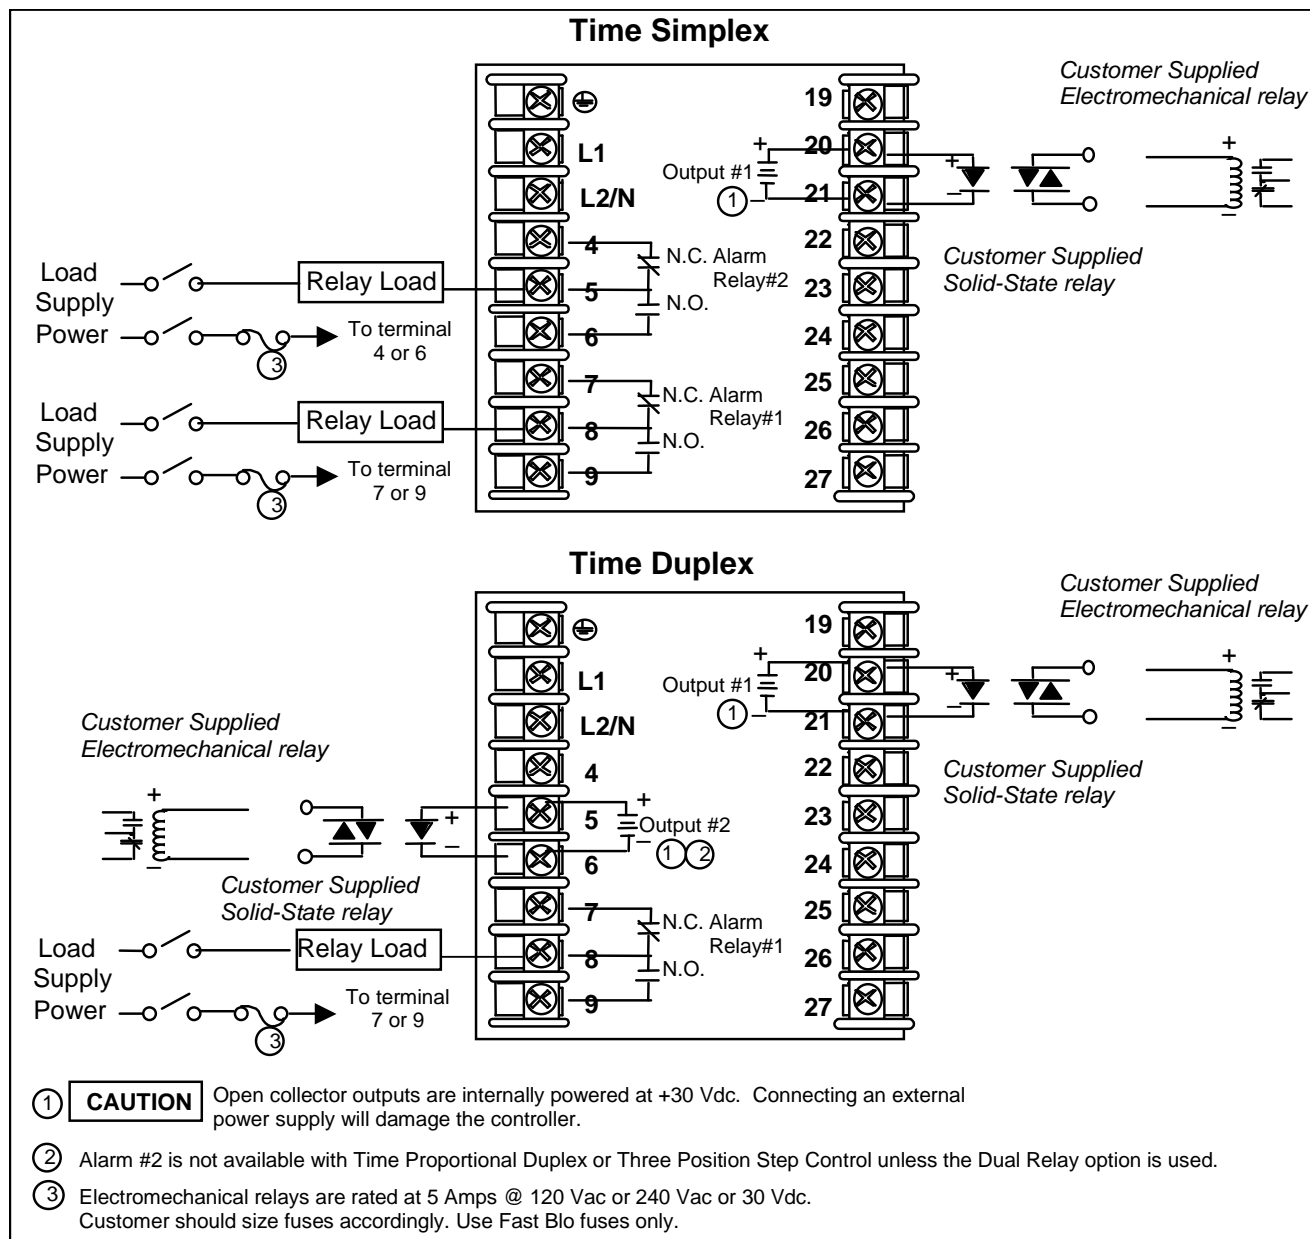 Time Simplex
Customer Supplied
Electromechanical relay
L1
L2/N
4
5
6
7
8
9
19
20
21
22
23
24
25
26
27
+
Output #1
1 –
+
–
+
–
Customer Supplied
Solid-State relay
N.C. Alarm
Relay#2
N.O.
N.C. Alarm
Relay#1
N.O.
Load
Supply
Power
Relay Load
To terminal
4 or 6
3
Load
Supply
Power
Relay Load
To terminal
7 or 9
3
Time Duplex
Customer Supplied
Electromechanical relay
L1
L2/N
4
5
6
7
8
9
19
20
21
22
23
24
25
26
27
+
Output #1
1 –
+
–
+
–
Customer Supplied
Solid-State relay
Customer Supplied
Electromechanical relay
+
–
+
–
Customer Supplied
Solid-State relay
+
Output #2
–
1 2
N.C. Alarm
Relay#1
N.O.
Load
Supply
Power
Relay Load
To terminal
7 or 9
3
1 CAUTION Open collector outputs are internally powered at +30 Vdc. Connecting an external
power supply will damage the controller.
2 Alarm #2 is not available with Time Proportional Duplex or Three Position Step Control unless the Dual Relay option is used.
3 Electromechanical relays are rated at 5 Amps @ 120 Vac or 240 Vac or 30 Vdc.
Customer should size fuses accordingly. Use Fast Blo fuses only.